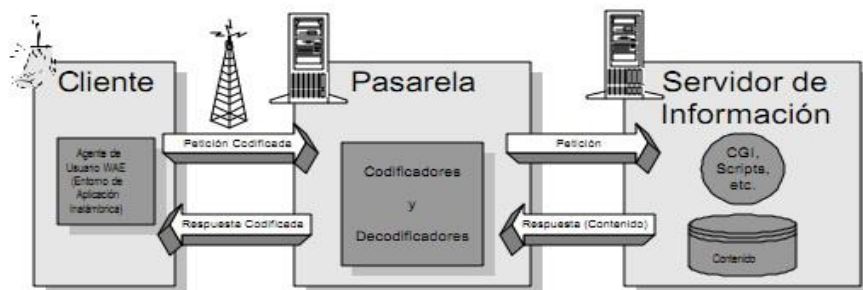 Cliente
Pasarela
Servidor de
Información
Agente de
Usuario WAE
(Entorno de
Aplicación
Inalámbrica)
Petición Codificada
Respuesta Codificada
Codificadores
y
Decodificadores
Petición
Respuesta (Contenido)
CGI,
Scripts,
etc.
Contenido